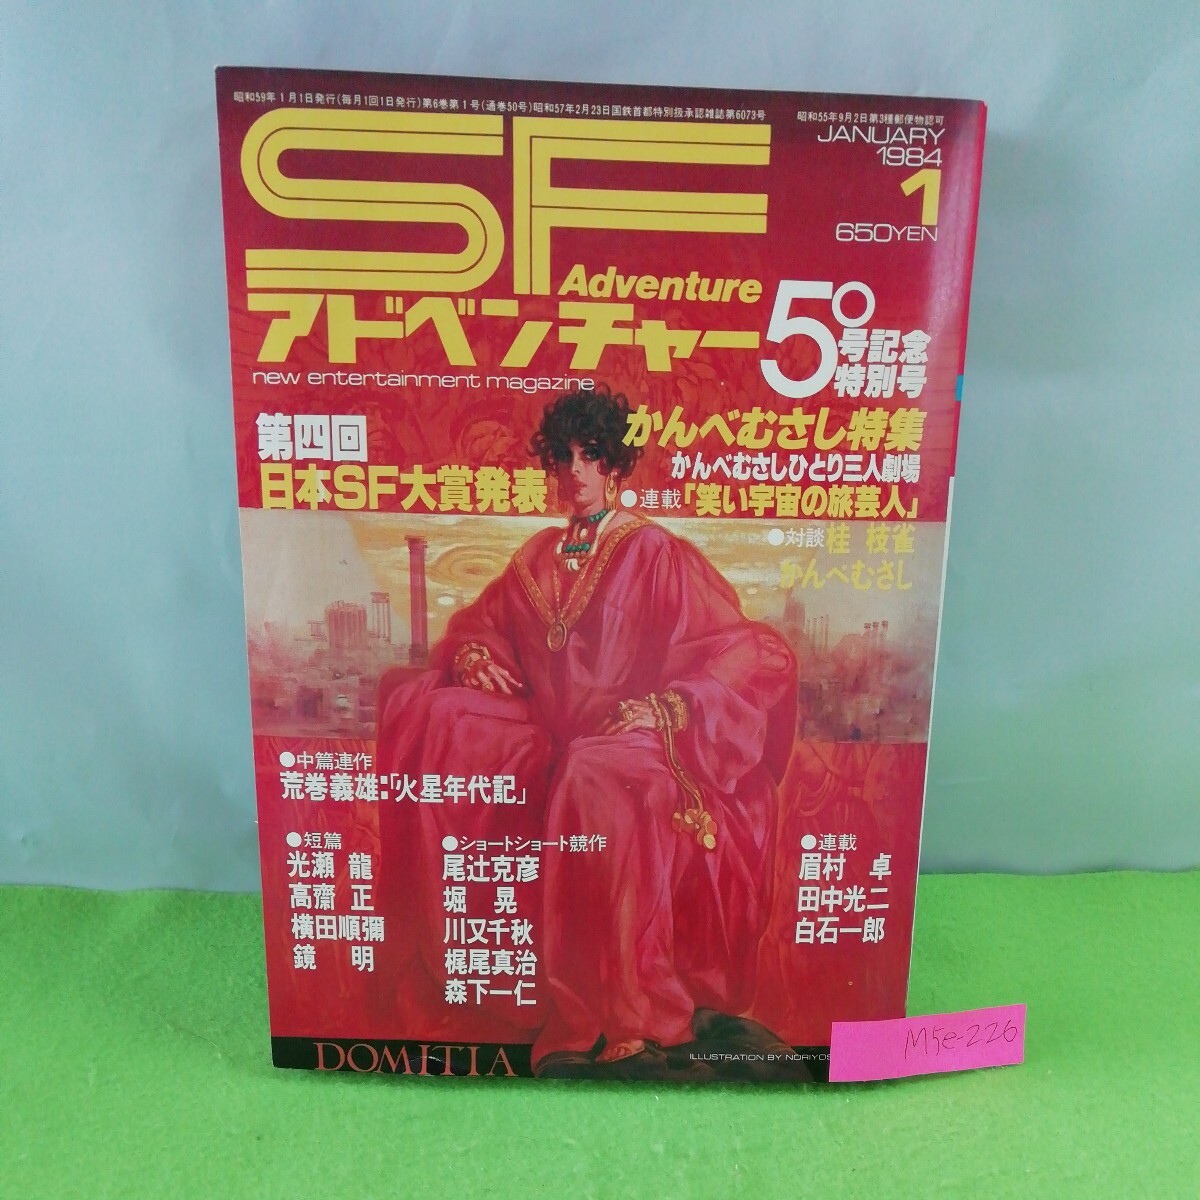 昭和59年1月1日発行(毎月1回1日発行)第6巻第1号(通巻50号)昭和57年2月23日国鉄首都特別扱承認雑誌第6073号
昭和55年9月2日第3種郵便物認可
JANUARY
1984
1
650YEN
SF
Adventure
アドベンチャー
new entertainment magazine
50
号記念
特別号
第四回
日本SF大賞発表
かんべむさし特集
かんべむさしひとり三人劇場
●連載「笑い宇宙の旅芸人」
●対談 桂 枝雀
かんべむさし
●中篇連作
荒巻義雄:「火星年代記」
●短篇
光瀬 龍
高齋 正
横田順彌
鏡 明
●ショートショート競作
尾辻克彦
堀 晃
川又千秋
梶尾真治
森下一仁
●連載
眉村 卓
田中光二
白石一郎
DOMITIA
ILLUSTRATION BY
M5e-226